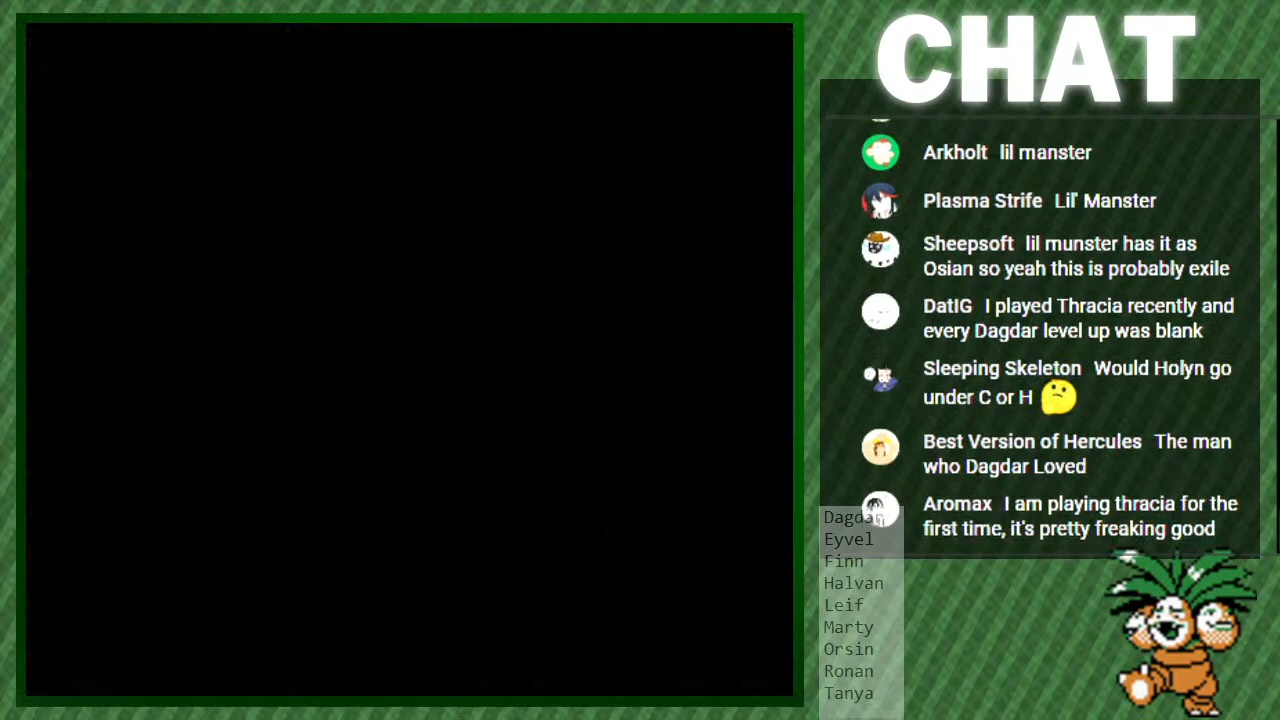 CHAT
Arkholt lil manster
Plasma Strife Lil' Manster
Sheepsoft lil munster has it as
Osian so yeah this is probably exile
DatIG I played Thracia recently and
every Dagdar level up was blank
Sleeping Skeleton Would Holyn go
under C or H
Best Version of Hercules The man
who Dagdar Loved
Aromax I am playing thracia for the
first time, it's pretty freaking good
Dagdar
Eyvel
Finn
Halvan
Leif
Marty
Orsin
Ronan
Tanya